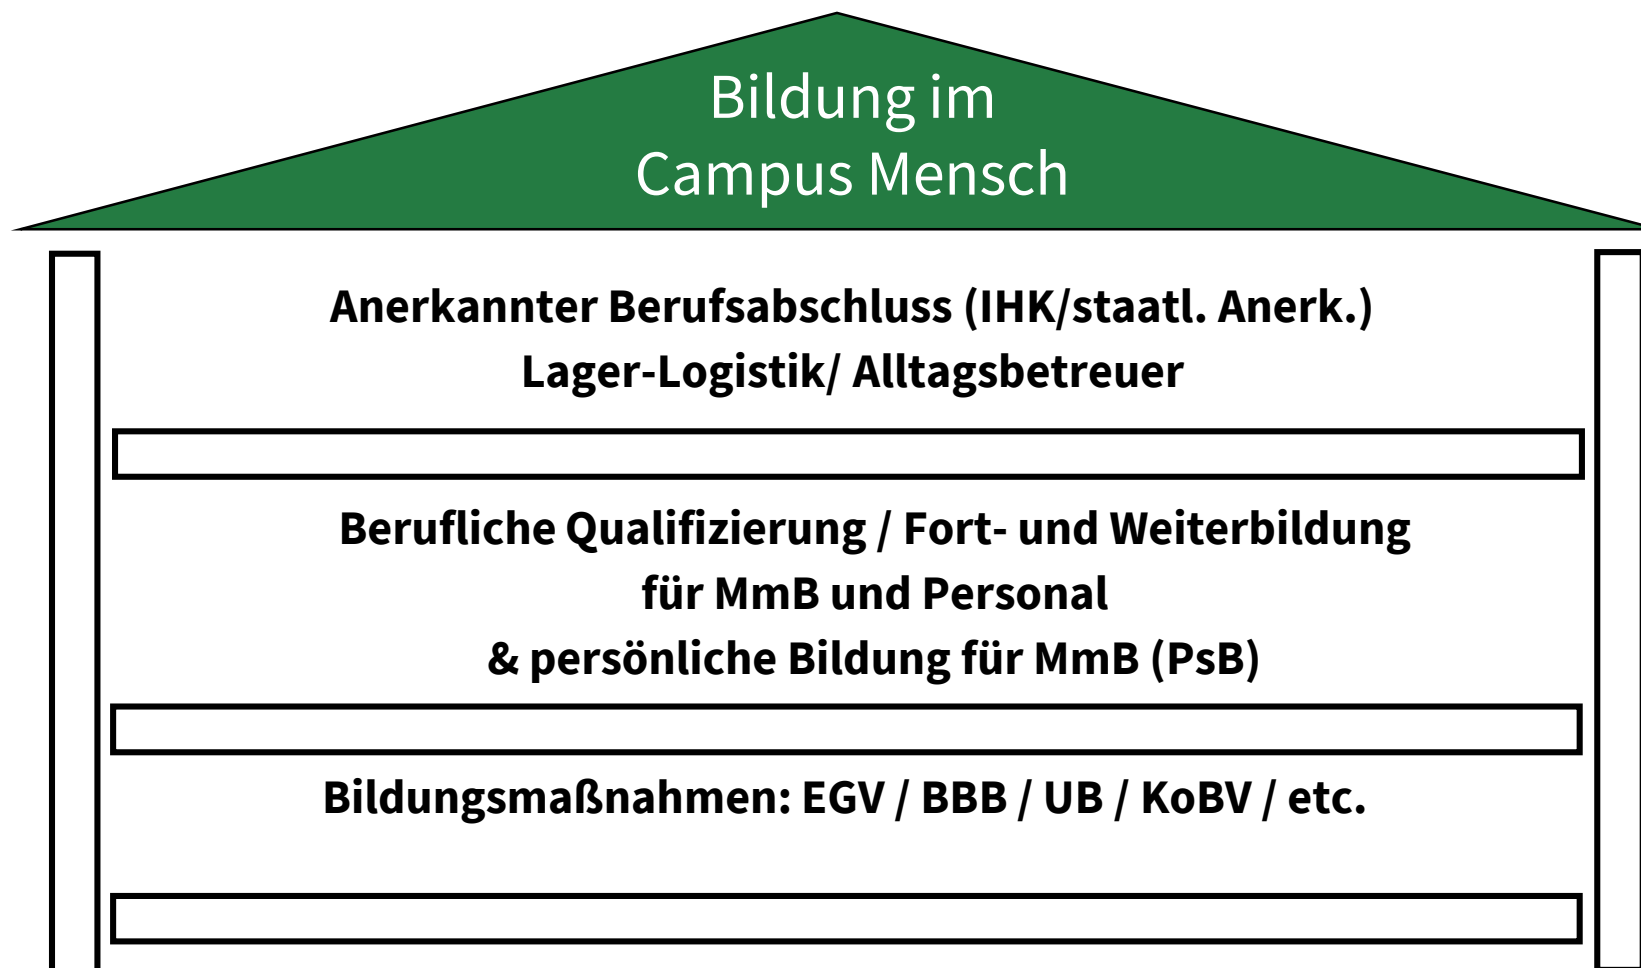 Bildung im
Campus Mensch
Anerkannter Berufsabschluss (IHK/staatl. Anerk.)
Lager-Logistik/ Alltagsbetreuer
Berufliche Qualifizierung / Fort- und Weiterbildung
für MmB und Personal
& persönliche Bildung für MmB (PsB)
Bildungsmaßnahmen: EGV / BBB / UB / KoBV / etc.